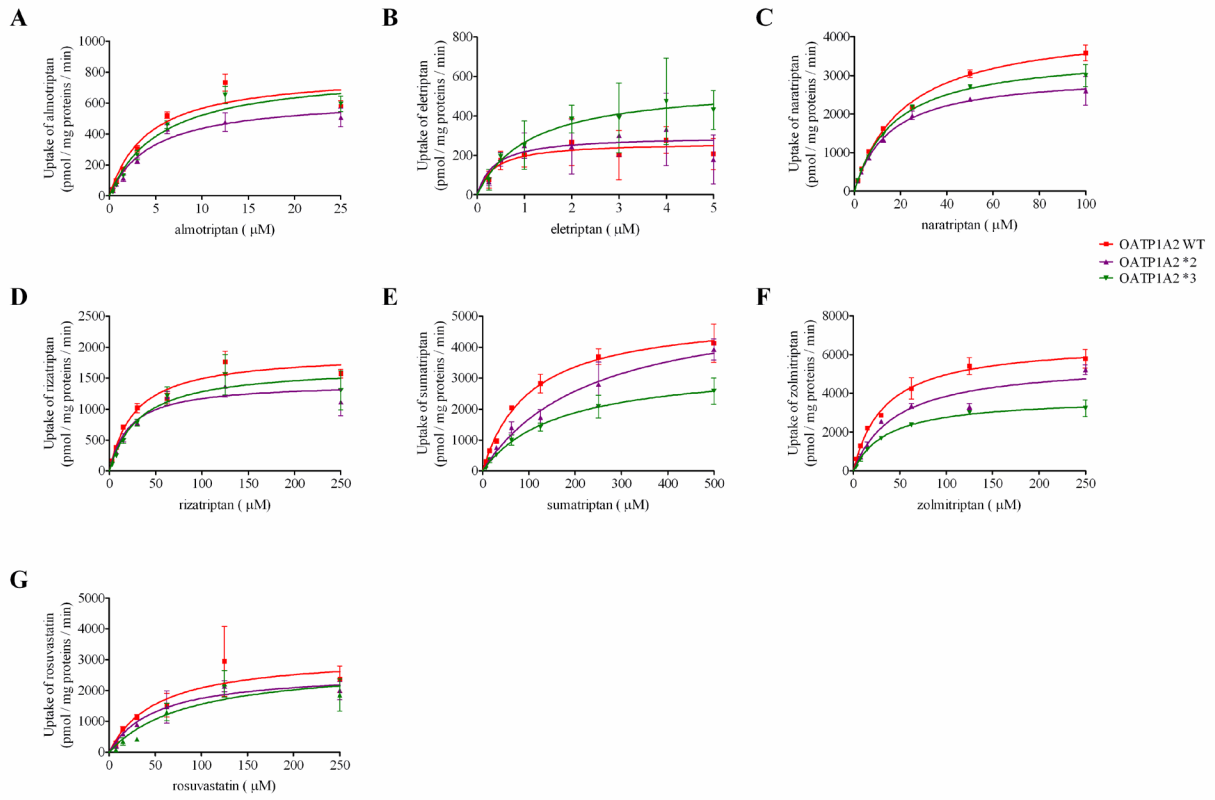 A
Uptake of almotriptan
(pmol / mg proteins / min)
1000
800
600
400
200
0
0 5 10 15 20 25
almotriptan ( μM)
B
Uptake of eletriptan
(pmol / mg proteins / min)
800
600
400
200
0
0 1 2 3 4 5
eletriptan ( μM)
C
Uptake of naratriptan
(pmol / mg proteins / min)
4000
3000
2000
1000
0
0 20 40 60 80 100
naratriptan ( μM)
OATP1A2 WT
OATP1A2 *2
OATP1A2 *3
D
Uptake of rizatriptan
(pmol / mg proteins / min)
2500
2000
1500
1000
500
0
0 50 100 150 200 250
rizatriptan ( μM)
E
Uptake of sumatriptan
(pmol / mg proteins / min)
5000
4000
3000
2000
1000
0
0 100 200 300 400 500
sumatriptan ( μM)
F
Uptake of zolmitriptan
(pmol / mg proteins / min)
8000
6000
4000
2000
0
0 50 100 150 200 250
zolmitriptan ( μM)
G
Uptake of rosuvastatin
(pmol / mg proteins / min)
5000
4000
3000
2000
1000
0
0 50 100 150 200 250
rosuvastatin ( μM)